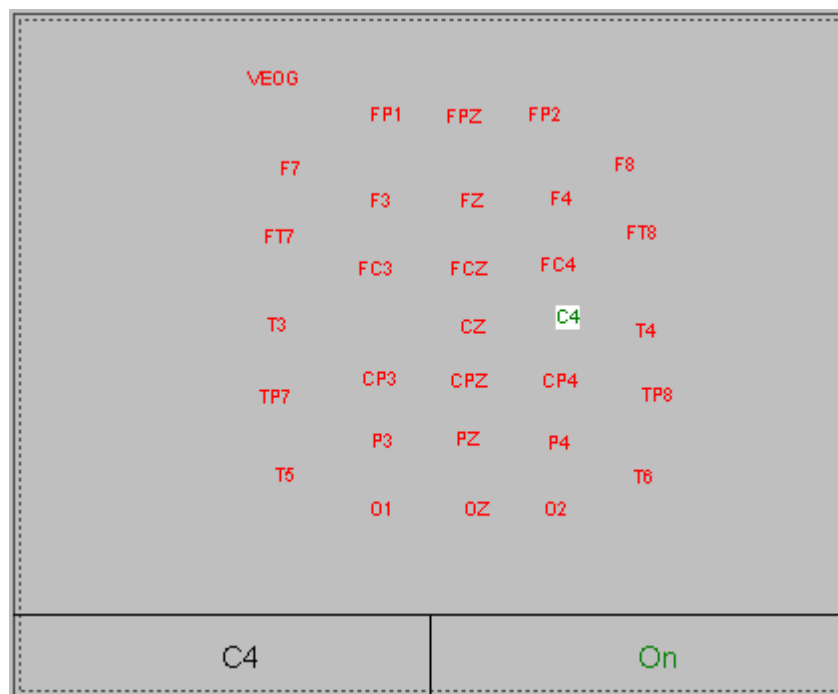 VEOG
FP1 FPZ FP2
F7 F8
F3 FZ F4
FT7 FT8
FC3 FCZ FC4
T3 CZ C4 T4
CP3 CPZ CP4
TP7 TP8
P3 PZ P4
T5 T6
O1 OZ O2
C4 On